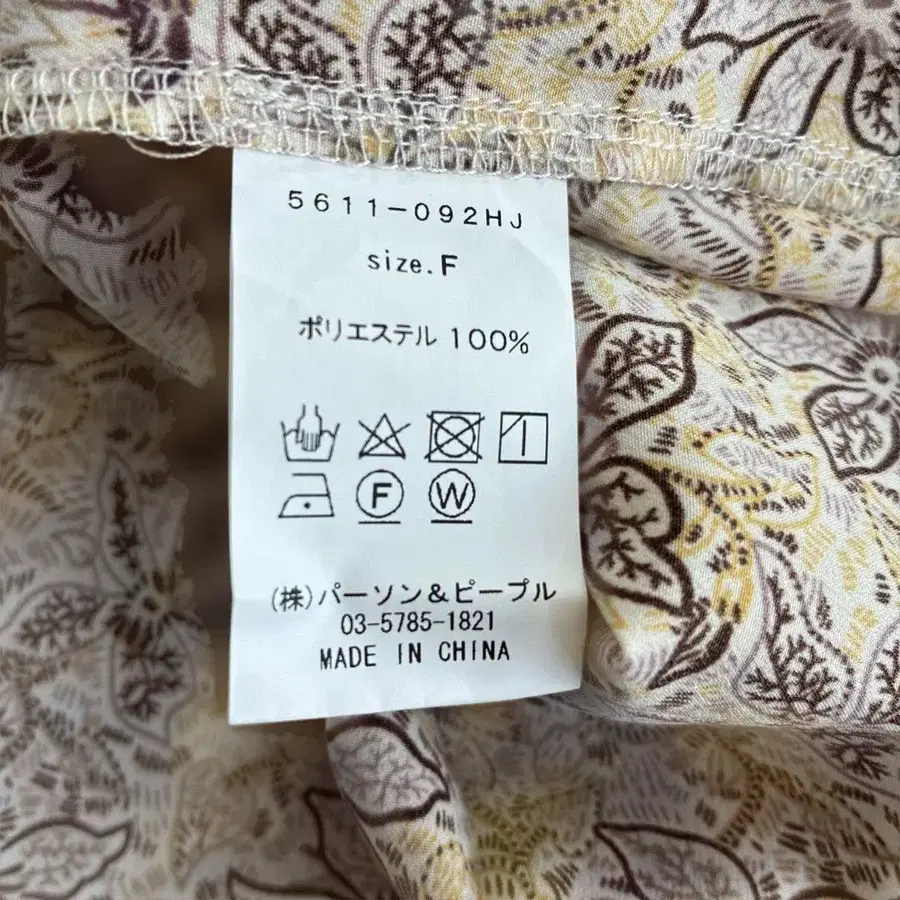 5611-092HJ
size.F
ポリエステル 100%
F W
(株)パーソン&ピープル
03-5785-1821
MADE IN CHINA